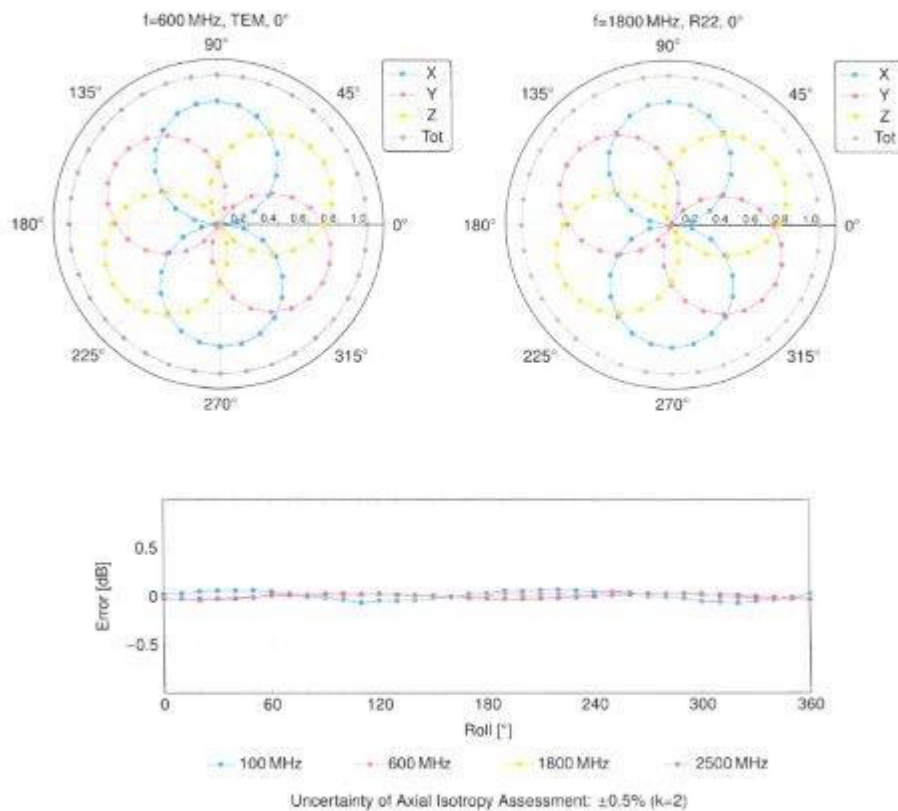 f=600 MHz, TEM, 0°
90°
135°
45°
X
Y
Z
Tot
180°
0.2 0.4 0.6 0.8 1.0
0°
225°
315°
270°
f=1800 MHz, R22, 0°
90°
135°
45°
X
Y
Z
Tot
180°
0.2 0.4 0.6 0.8 1.0
0°
225°
315°
270°
Error [dB]
0.5
0
−0.5
0 60 120 180 240 300 360
Roll [°]
100 MHz 600 MHz 1800 MHz 2500 MHz
Uncertainty of Axial Isotropy Assessment: ±0.5% (k=2)